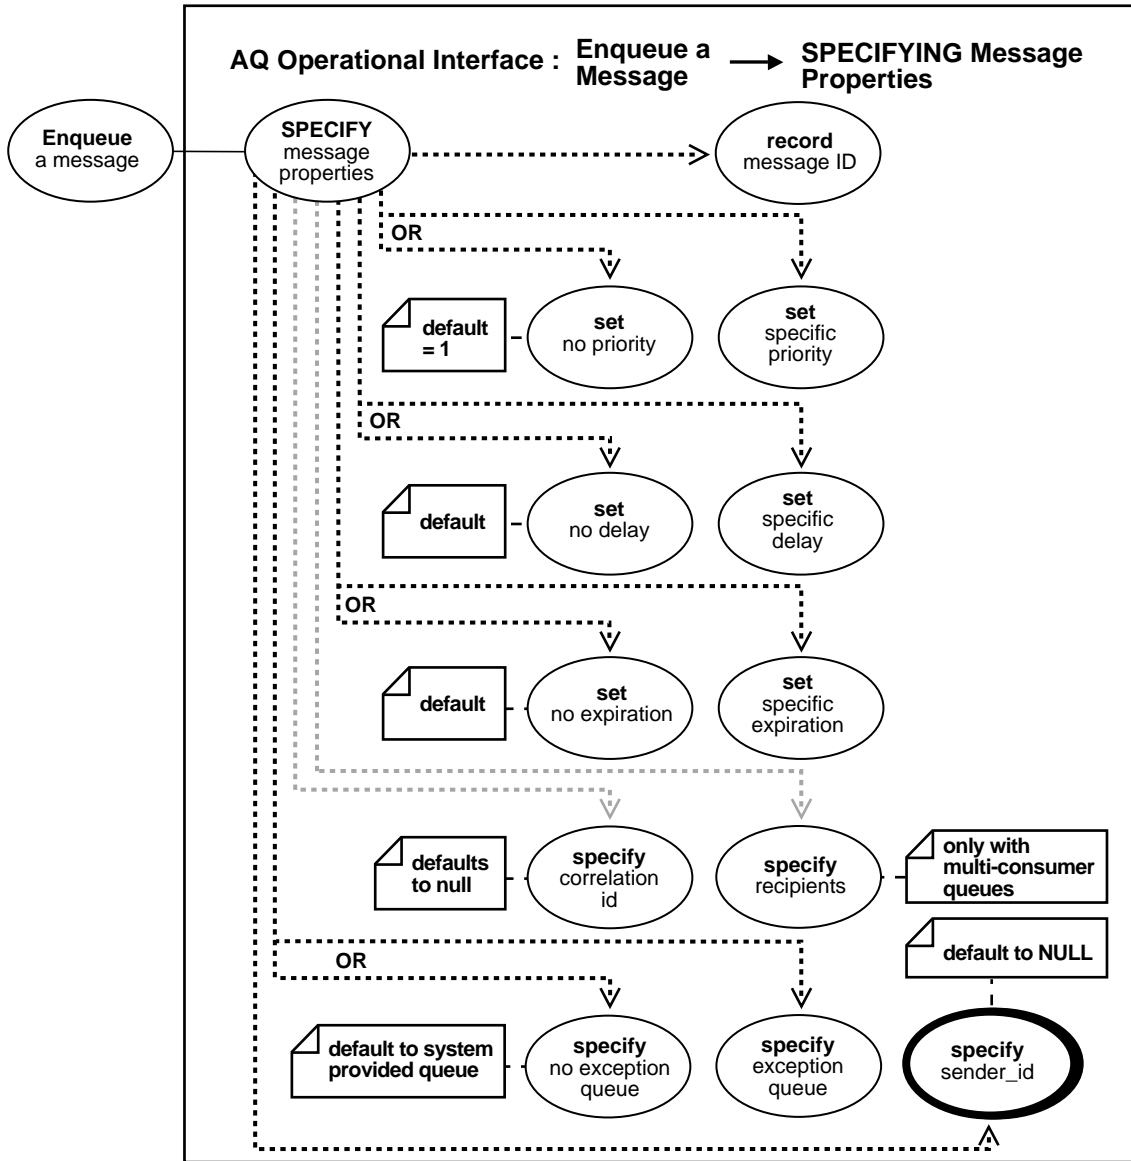 AQ Operational Interface : Enqueue a Message SPECIFYING Message Properties
Enqueue
a message
SPECIFY
message
properties
record
message ID
OR
default
= 1
set
no priority
set
specific
priority
OR
default
set
no delay
set
specific
delay
OR
default
set
no expiration
set
specific
expiration
defaults
to null
specify
correlation
id
specify
recipients
only with
multi-consumer
queues
default to NULL
OR
default to system
provided queue
specify
no exception
queue
specify
exception
queue
specify
sender_id